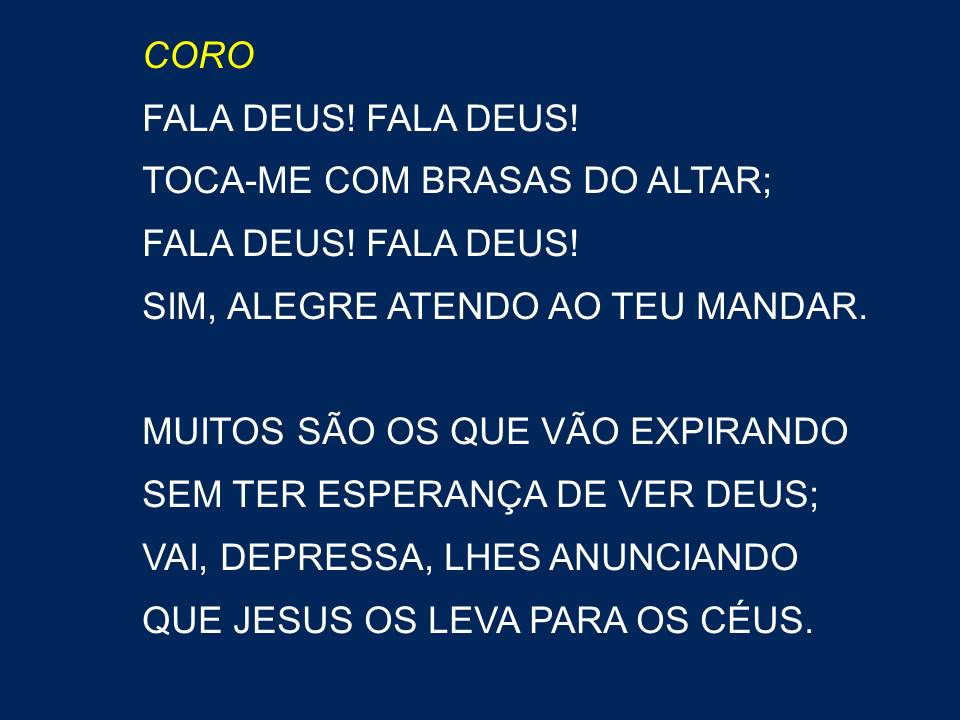 CORO
FALA DEUS! FALA DEUS!
TOCA-ME COM BRASAS DO ALTAR;
FALA DEUS! FALA DEUS!
SIM, ALEGRE ATENDO AO TEU MANDAR.
MUITOS SÃO OS QUE VÃO EXPIRANDO
SEM TER ESPERANÇA DE VER DEUS;
VAI, DEPRESSA, LHES ANUNCIANDO
QUE JESUS OS LEVA PARA OS CÉUS.